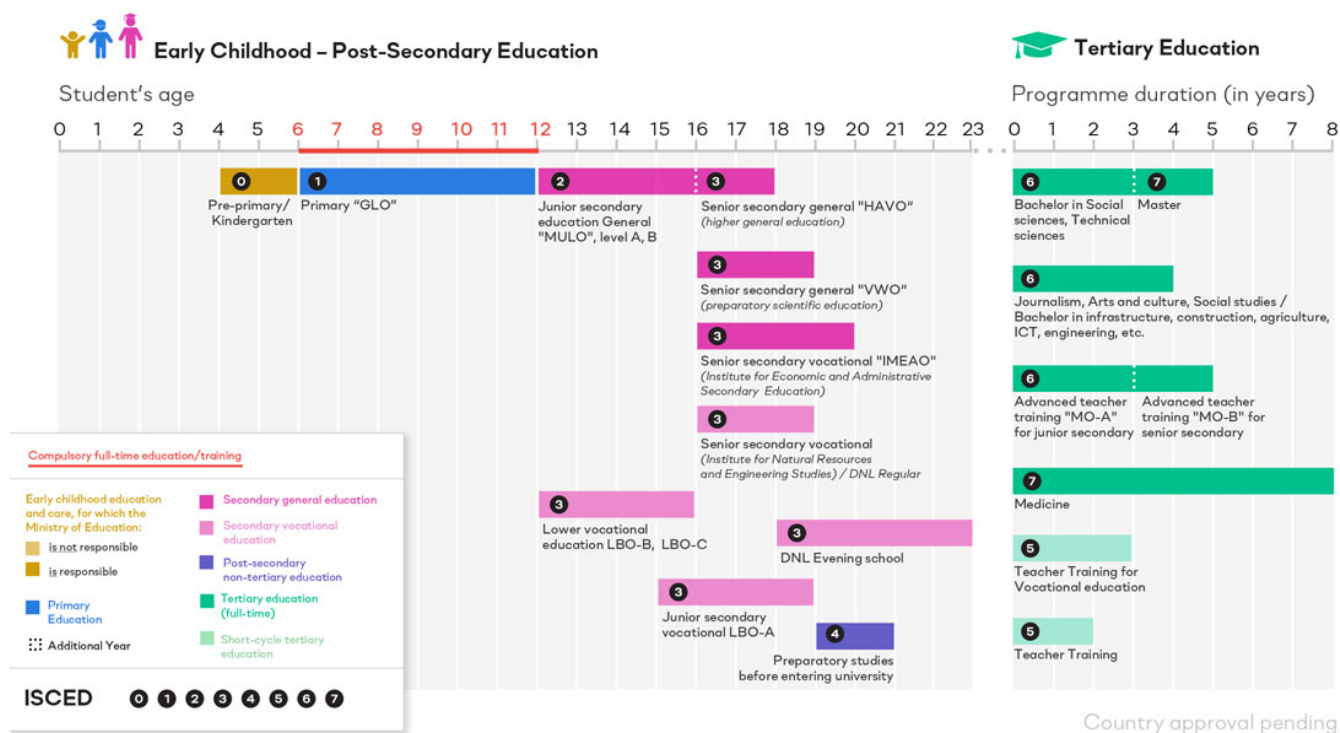 Early Childhood – Post-Secondary Education
Student's age
0 1 2 3 4 5 6 7 8 9 10 11 12 13 14 15 16 17 18 19 20 21 22 23
0
Pre-primary/
Kindergarten
1
Primary “GLO”
2
Junior secondary
education General
"MULO", level A, B
3
Senior secondary general "HAVO“
(higher general education)
3
Senior secondary general "VWO“
(preparatory scientific education)
3
Senior secondary vocational "IMEAO"
(Institute for Economic and Administrative
Secondary Education)
3
Senior secondary vocational
(Institute for Natural Resources
and Engineering Studies) / DNL Regular
3
Lower vocational
education LBO-B, LBO-C
3
DNL Evening school
3
Junior secondary
vocational LBO-A
4
Preparatory studies
before entering university
Tertiary Education
Programme duration (in years)
0 1 2 3 4 5 6 7 8
6
Bachelor in Social
sciences, Technical
sciences
7
Master
6
Journalism, Arts and culture, Social studies /
Bachelor in infrastructure, construction, agriculture,
ICT, engineering, etc.
6
Advanced teacher
training "MO-A"
for junior secondary
Advanced teacher
training "MO-B" for
senior secondary
7
Medicine
5
Teacher Training for
Vocational education
5
Teacher Training
Compulsory full-time education/training
Early childhood education
and care, for which the
Ministry of Education:
is not responsible
is responsible
Primary
Education
Additional Year
Secondary general education
Secondary vocational
education
Post-secondary
non-tertiary education
Tertiary education
(full-time)
Short-cycle tertiary
education
ISCED 0 1 2 3 4 5 6 7
Country approval pending